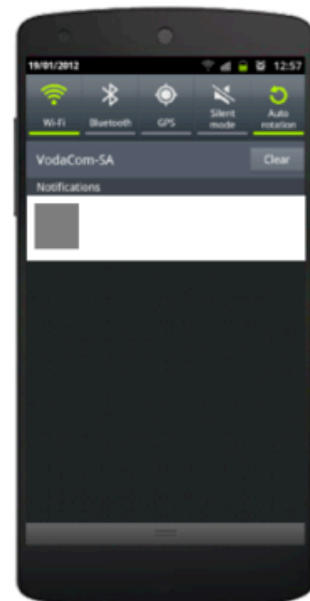 19/01/2012 12:57
Wi-Fi Bluetooth GPS Silent mode Auto rotation
VodaCom-SA Clear
Notifications